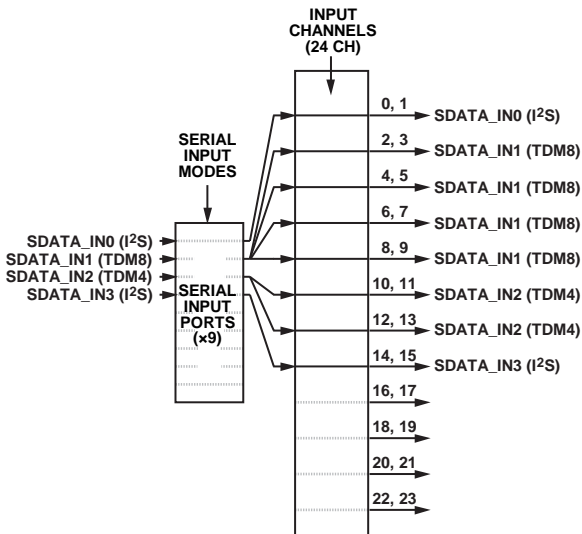 INPUT
CHANNELS
(24 CH)
SERIAL
INPUT
MODES
SDATA_IN0 (I²S)
SDATA_IN1 (TDM8)
SDATA_IN2 (TDM4)
SDATA_IN3 (I²S)
SERIAL
INPUT
PORTS
(×9)
0, 1 SDATA_IN0 (I²S)
2, 3 SDATA_IN1 (TDM8)
4, 5 SDATA_IN1 (TDM8)
6, 7 SDATA_IN1 (TDM8)
8, 9 SDATA_IN1 (TDM8)
10, 11 SDATA_IN2 (TDM4)
12, 13 SDATA_IN2 (TDM4)
14, 15 SDATA_IN3 (I²S)
16, 17
18, 19
20, 21
22, 23